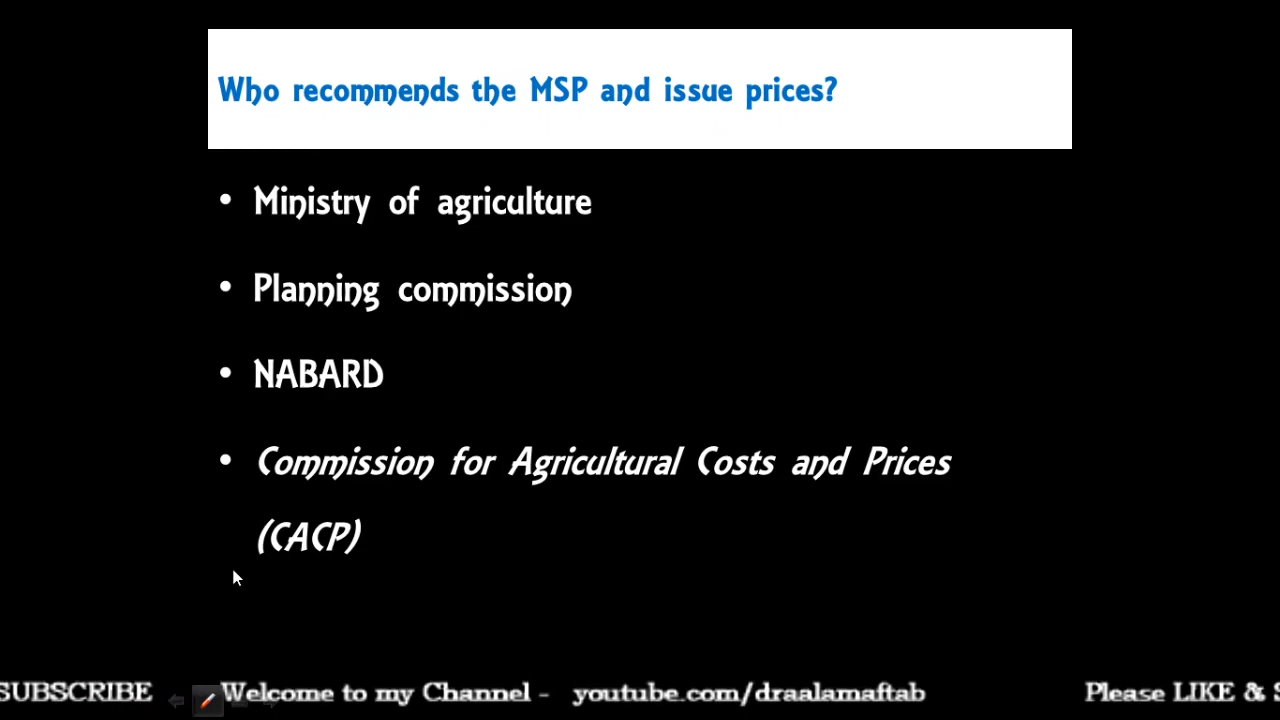 Who recommends the MSP and issue prices?
• Ministry of agriculture
• Planning commission
• NABARD
• Commission for Agricultural Costs and Prices
(CACP)
SUBSCRIBE Welcome to my Channel - youtube.com/draalamaftab Please LIKE & S